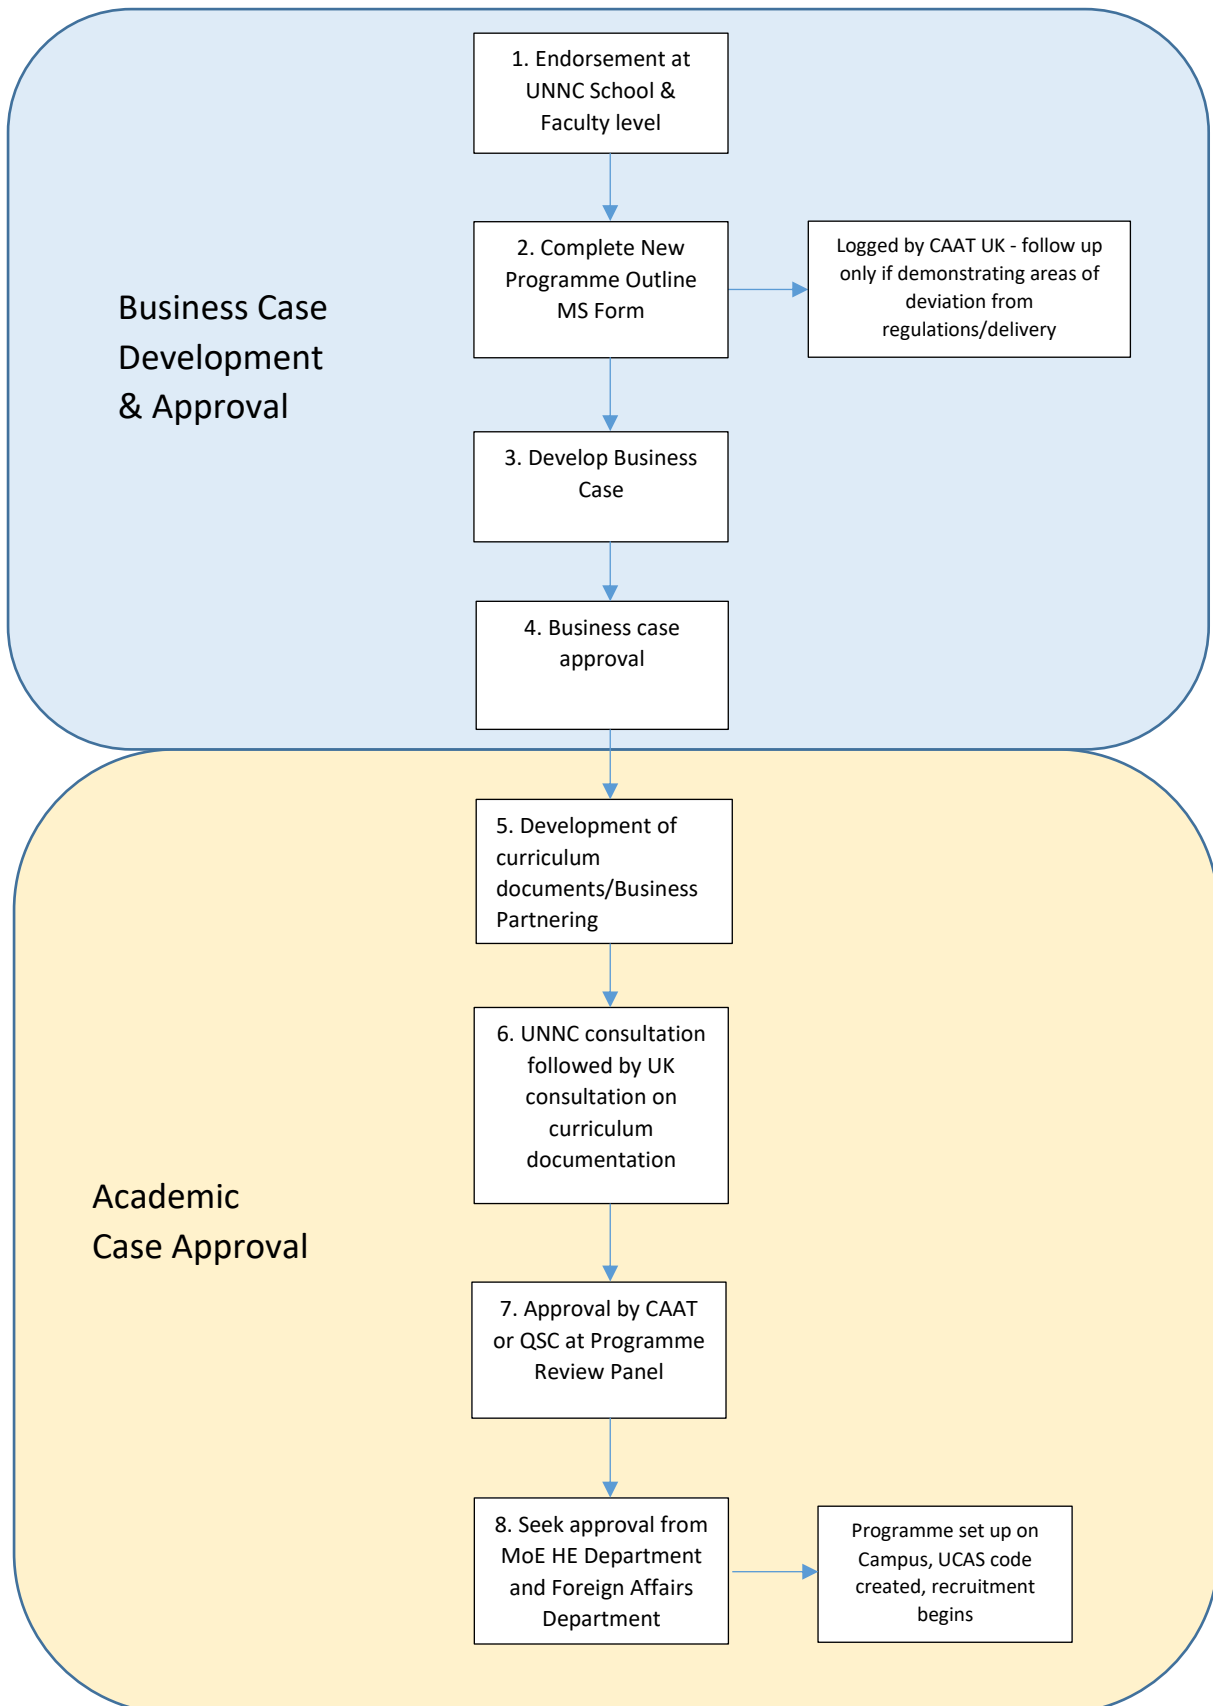 1. Endorsement at
UNNC School &
Faculty level
2. Complete New
Programme Outline
MS Form
Logged by CAAT UK - follow up
only if demonstrating areas of
deviation from
regulations/delivery
Business Case
Development
& Approval
3. Develop Business
Case
4. Business case
approval
5. Development of
curriculum
documents/Business
Partnering
6. UNNC consultation
followed by UK
consultation on
curriculum
documentation
Academic
Case Approval
7. Approval by CAAT
or QSC at Programme
Review Panel
8. Seek approval from
MoE HE Department
and Foreign Affairs
Department
Programme set up on
Campus, UCAS code
created, recruitment
begins